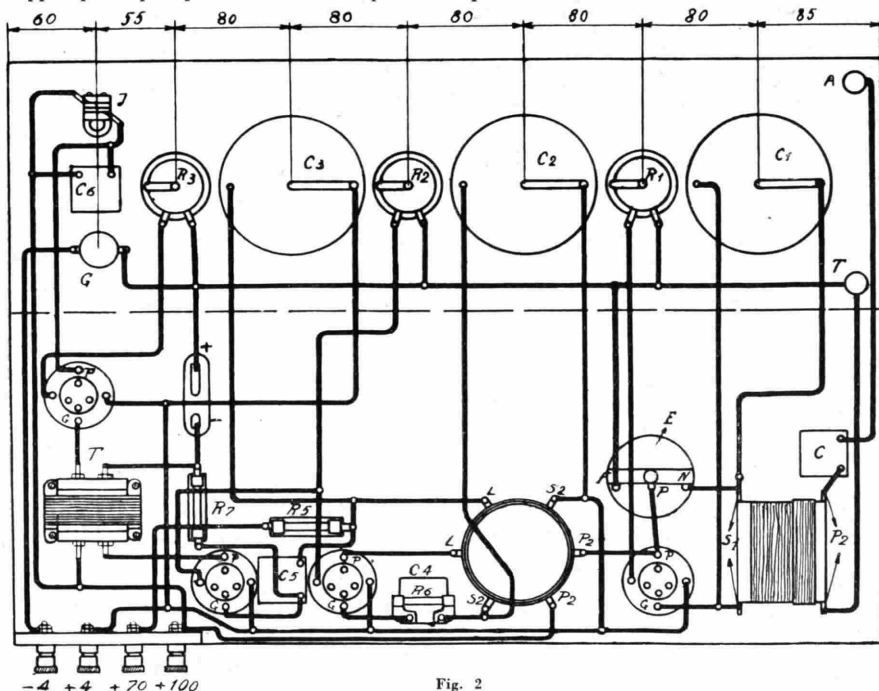 60 55 80 80 80 80 80 85
J
A
C6
R3
C3
R2
C2
R1
C1
G
T
+
P
E
-
G
C
T
F
N
P
L
S2
S1
P2
R7
R5
L
P2
P
C5
P
C4
P
R6
S2
P2
G
G
G
-4 +4 +70 +100
Fig. 2